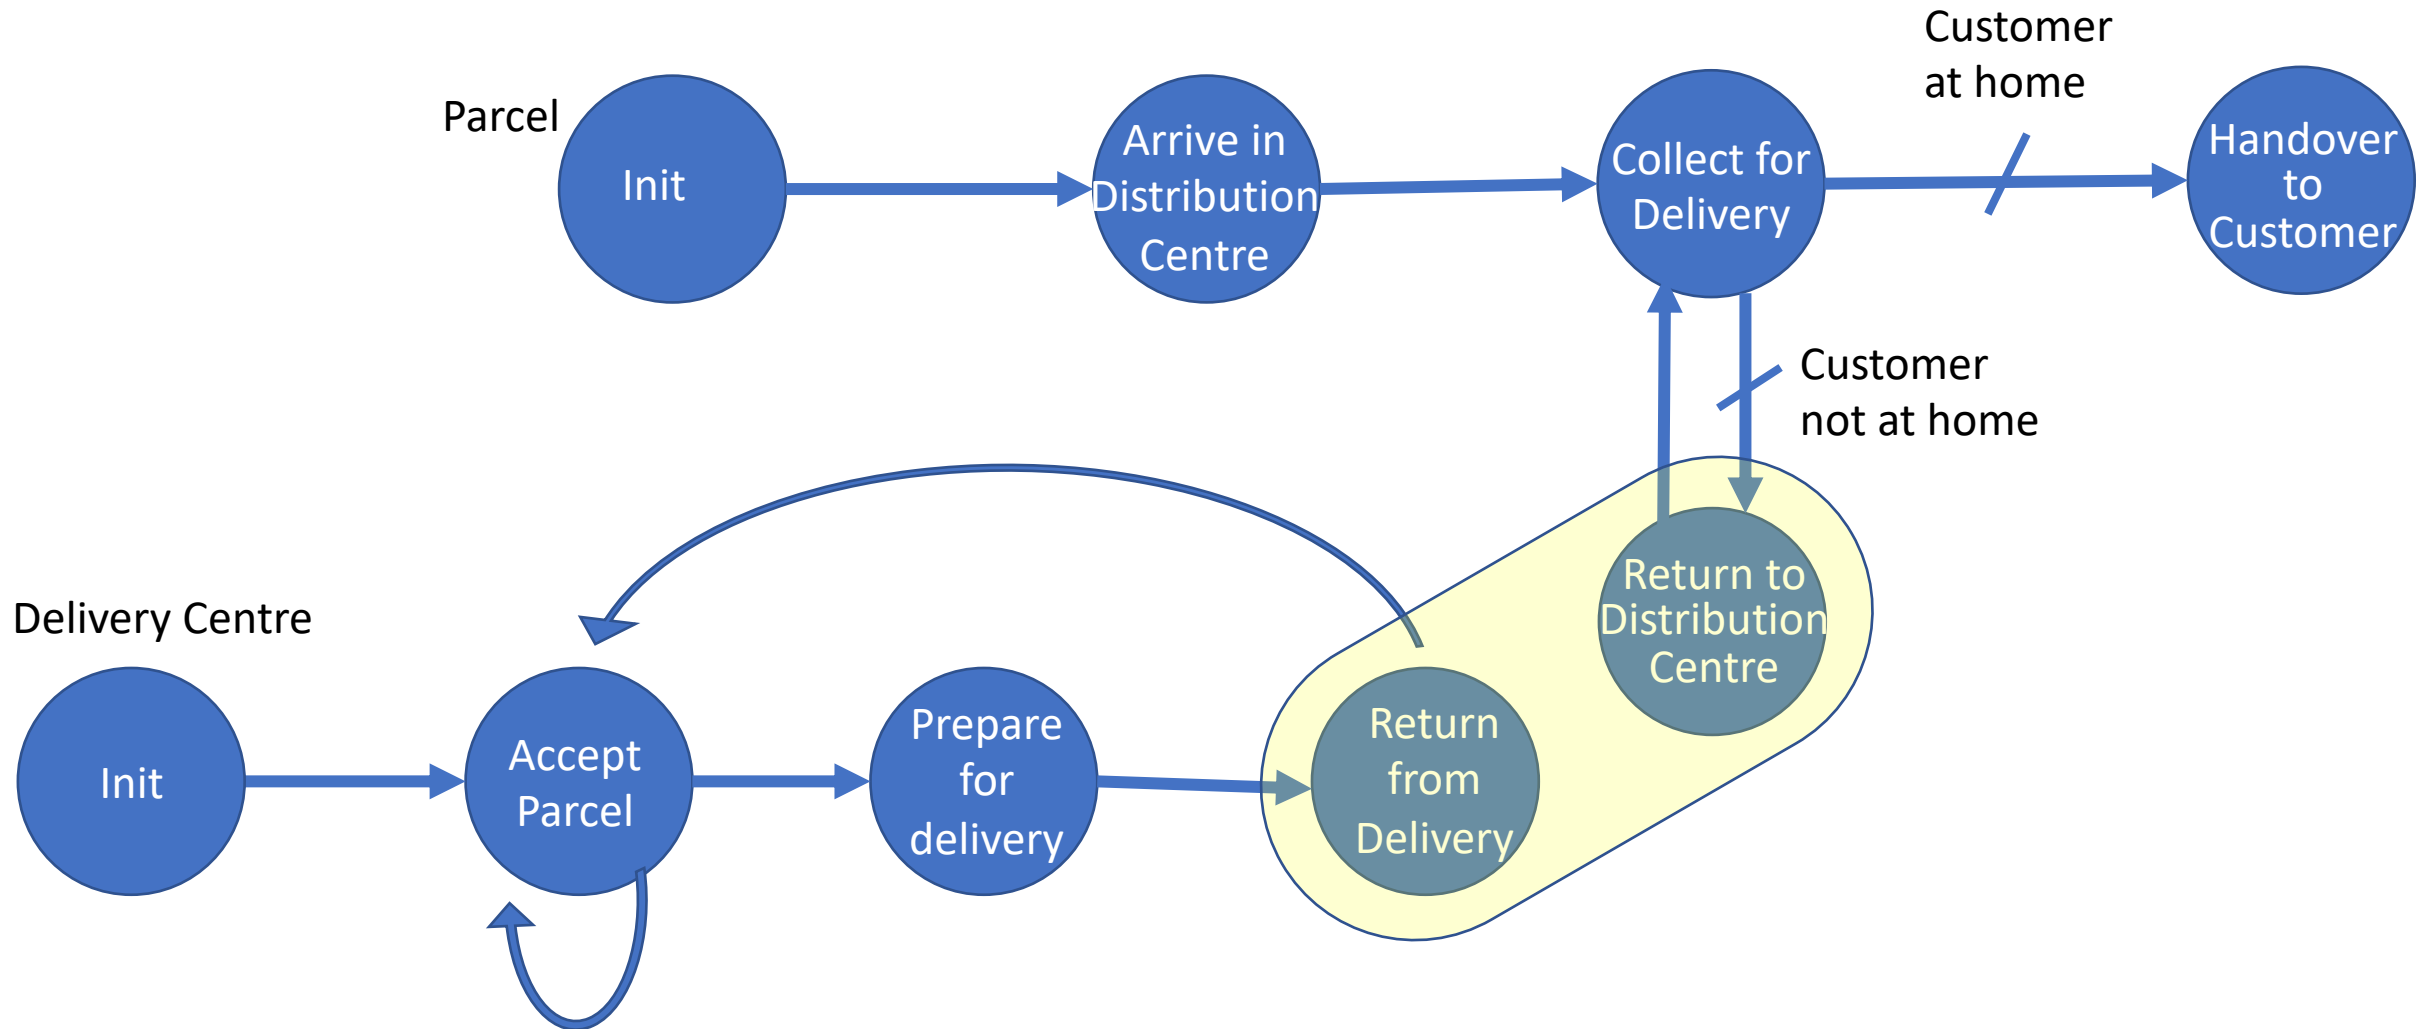 Customer
at home
Parcel
Init
Arrive in
Distribution
Centre
Collect for
Delivery
Handover
to
Customer
Customer
not at home
Return to
Distribution
Centre
Delivery Centre
Init
Accept
Parcel
Prepare
for
delivery
Return
from
Delivery